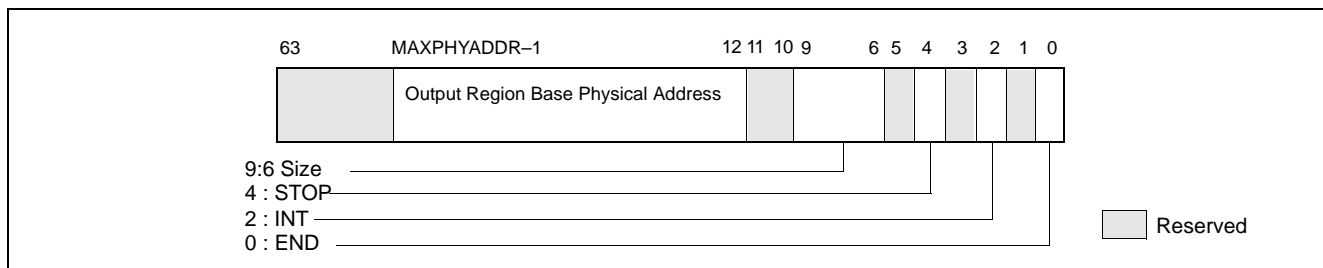 63 MAXPHYADDR–1 12 11 10 9 6 5 4 3 2 1 0
Output Region Base Physical Address
9:6 Size
4 : STOP
2 : INT
0 : END
Reserved